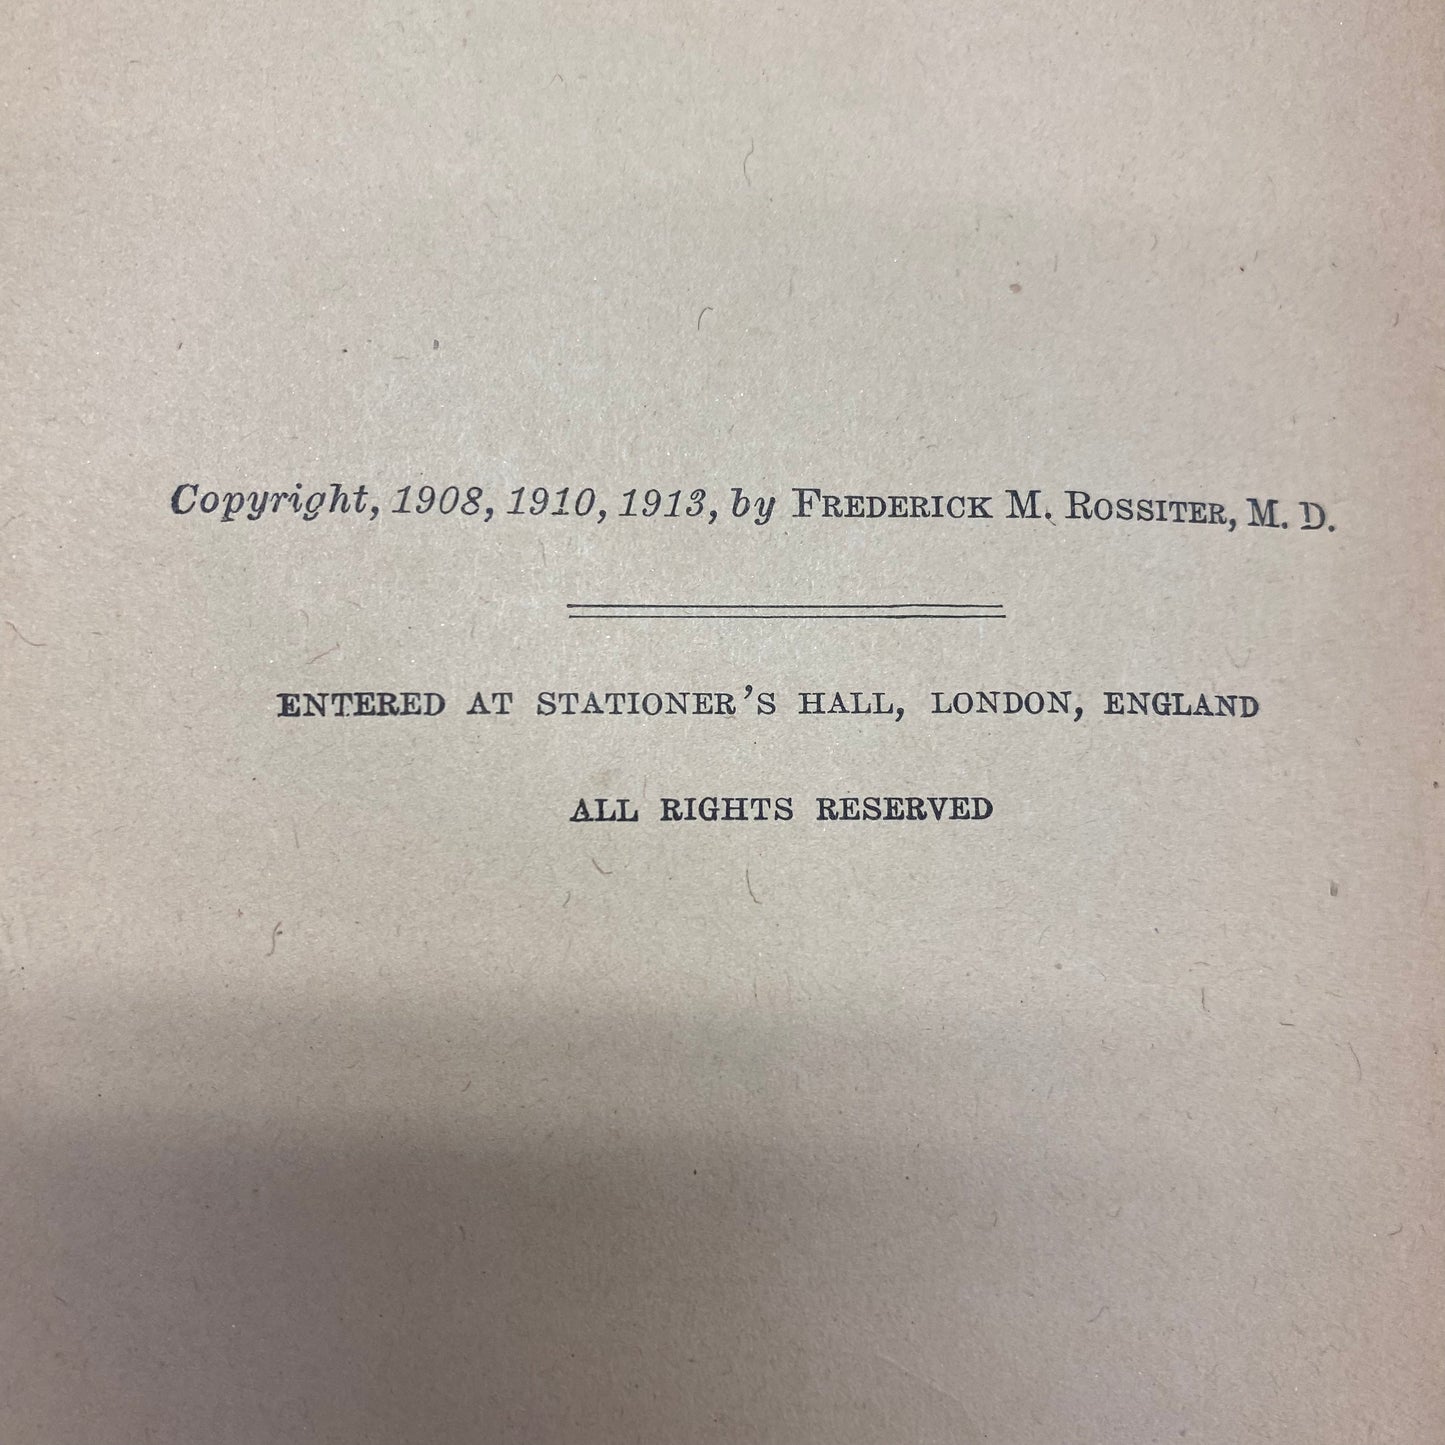 Copyright, 1908, 1910, 1913, by FREDERICK M. ROSSITER, M. D.
ENTERED AT STATIONER'S HALL, LONDON, ENGLAND
ALL RIGHTS RESERVED